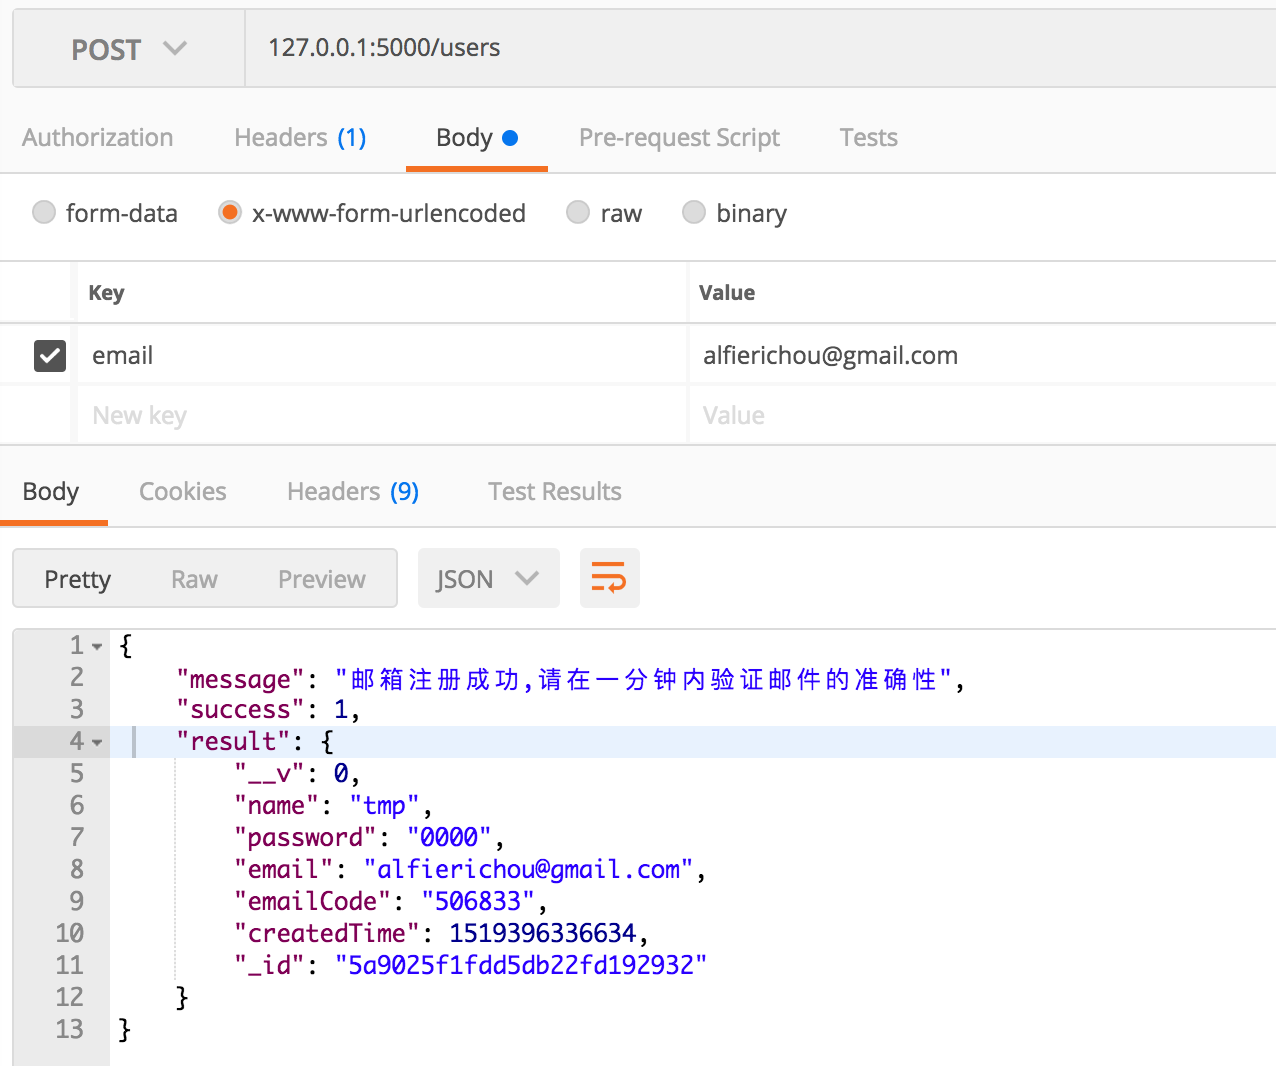 POST 127.0.0.1:5000/users
Authorization Headers (1) Body Pre-request Script Tests
form-data x-www-form-urlencoded raw binary
Key Value
email alfierichou@gmail.com
New key Value
Body Cookies Headers (9) Test Results
Pretty Raw Preview JSON
1 {
2 "message": "邮箱注册成功,请在一分钟内验证邮件的准确性",
3 "success": 1,
4 "result": {
5 "__v": 0,
6 "name": "tmp",
7 "password": "0000",
8 "email": "alfierichou@gmail.com",
9 "emailCode": "506833",
10 "createdTime": 1519396336634,
11 "_id": "5a9025f1fdd5db22fd192932"
12 }
13 }